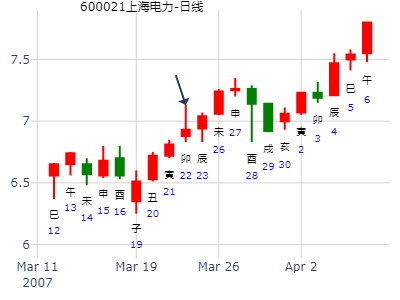 600021上海电力-日线
7.5
7
6.5
6
巳
12
午
13
未
14
申
15
酉
16
子
19
丑
20
寅
21
卯
22
辰
23
未
26
申
27
酉
28
戌
29
亥
30
寅
2
卯
3
辰
4
巳
5
午
6
Mar 11
2007
Mar 19
Mar 26
Apr 2